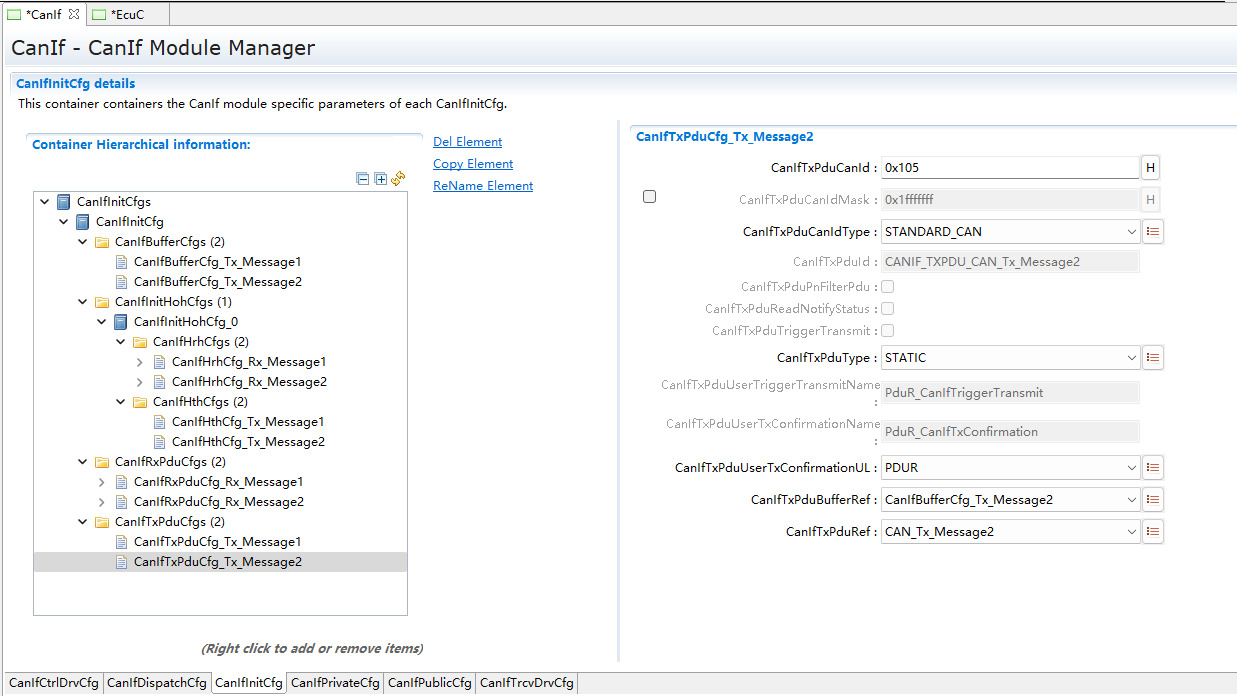 *CanIf
*EcuC
CanIf - CanIf Module Manager
CanIfInitCfg details
This container containers the CanIf module specific parameters of each CanIfInitCfg.
Container Hierarchical information:
Del Element
Copy Element
ReName Element
CanIfInitCfgs
CanIfInitCfg
CanIfBufferCfgs (2)
CanIfBufferCfg_Tx_Message1
CanIfBufferCfg_Tx_Message2
CanIfInitHohCfgs (1)
CanIfInitHohCfg_0
CanIfHrhCfgs (2)
CanIfHrhCfg_Rx_Message1
CanIfHrhCfg_Rx_Message2
CanIfHthCfgs (2)
CanIfHthCfg_Tx_Message1
CanIfHthCfg_Tx_Message2
CanIfRxPduCfgs (2)
CanIfRxPduCfg_Rx_Message1
CanIfRxPduCfg_Rx_Message2
CanIfTxPduCfgs (2)
CanIfTxPduCfg_Tx_Message1
CanIfTxPduCfg_Tx_Message2
(Right click to add or remove items)
CanIfTxPduCfg_Tx_Message2
CanIfTxPduCanId : 0x105 H
CanIfTxPduCanIdMask : 0x1fffffff H
CanIfTxPduCanIdType : STANDARD_CAN
CanIfTxPduId : CANIF_TXPDU_CAN_Tx_Message2
CanIfTxPduPnFilterPdu :
CanIfTxPduReadNotifyStatus :
CanIfTxPduTriggerTransmit :
CanIfTxPduType : STATIC
CanIfTxPduUserTriggerTransmitName : PduR_CanIfTriggerTransmit
CanIfTxPduUserTxConfirmationName : PduR_CanIfTxConfirmation
CanIfTxPduUserTxConfirmationUL : PDUR
CanIfTxPduBufferRef : CanIfBufferCfg_Tx_Message2
CanIfTxPduRef : CAN_Tx_Message2
CanIfCtrlDrvCfg CanIfDispatchCfg CanIfInitCfg CanIfPrivateCfg CanIfPublicCfg CanIfTrcvDrvCfg